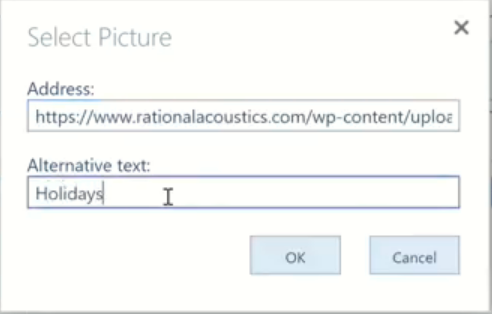 Select Picture
Address:
https://www.rationalacoustics.com/wp-content/uploa
Alternative text:
Holidays
OK
Cancel